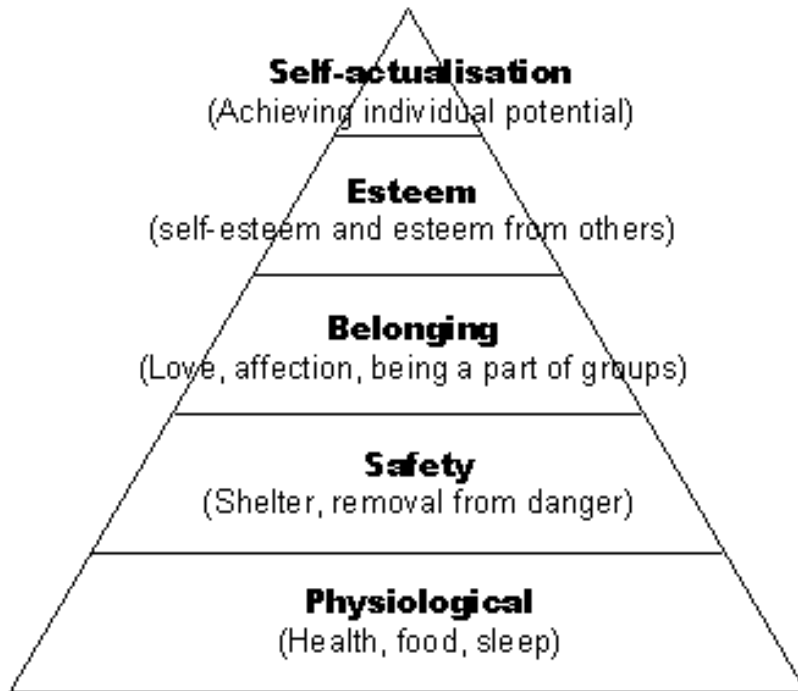 Self-actualisation
(Achieving individual potential)
Esteem
(self-esteem and esteem from others)
Belonging
(Love, affection, being a part of groups)
Safety
(Shelter, removal from danger)
Physiological
(Health, food, sleep)